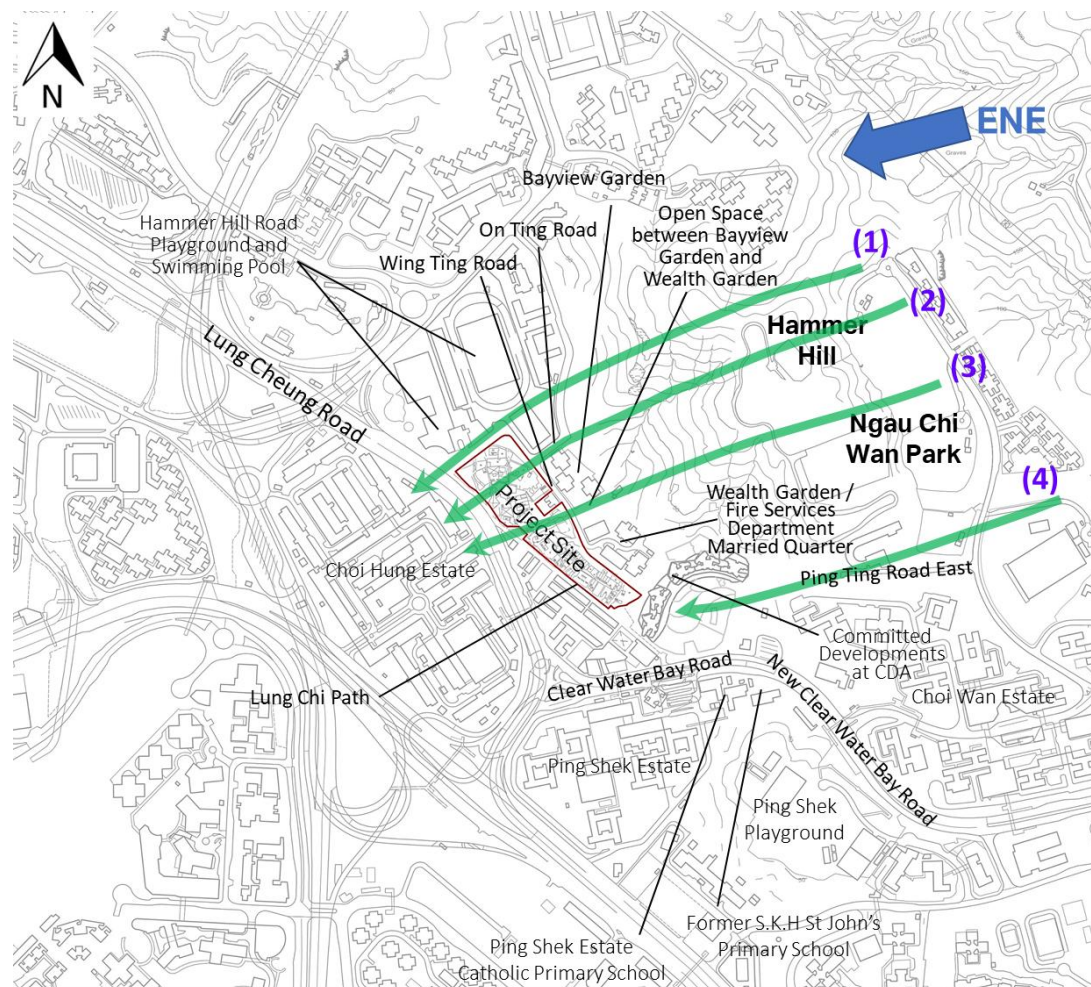 N
ENE
Bayview Garden
Hammer Hill Road
Playground and
Swimming Pool
On Ting Road
Wing Ting Road
Open Space
between Bayview
Garden and
Wealth Garden
(1)
(2)
Hammer
Hill
(3)
Lung Cheung Road
Ngau Chi
Wan Park
(4)
Wealth Garden /
Fire Services
Department
Married Quarter
Project Site
Choi Hung Estate
Ping Ting Road East
Committed
Developments
at CDA
Clear Water Bay Road
New Clear Water Bay Road
Lung Chi Path
Choi Wan Estate
Ping Shek Estate
Ping Shek
Playground
Former S.K.H St John's
Primary School
Ping Shek Estate
Catholic Primary School
Graves
Graves